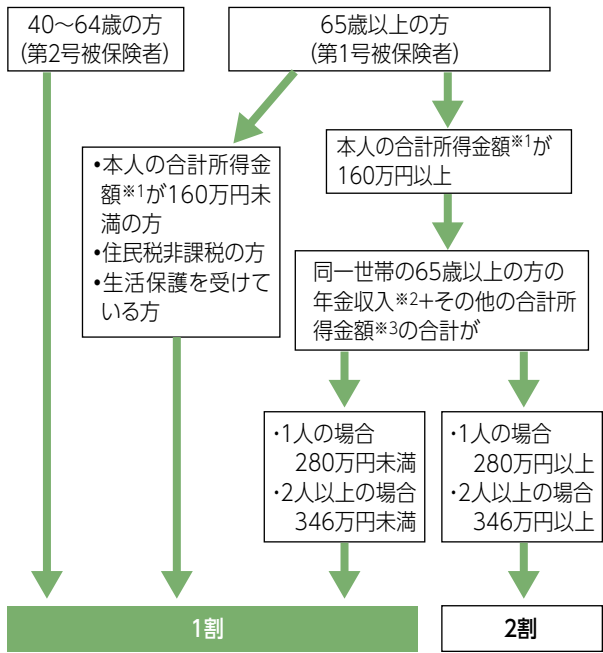 40〜64歳の方
(第2号被保険者)
65歳以上の方
(第1号被保険者)
•本人の合計所得金
額※1が160万円未
満の方
•住民税非課税の方
•生活保護を受けて
いる方
本人の合計所得金額※1が
160万円以上
同一世帯の65歳以上の方の
年金収入※2+その他の合計所
得金額※3の合計が
・1人の場合
280万円未満
・2人以上の場合
346万円未満
・1人の場合
280万円以上
・2人以上の場合
346万円以上
1割
2割